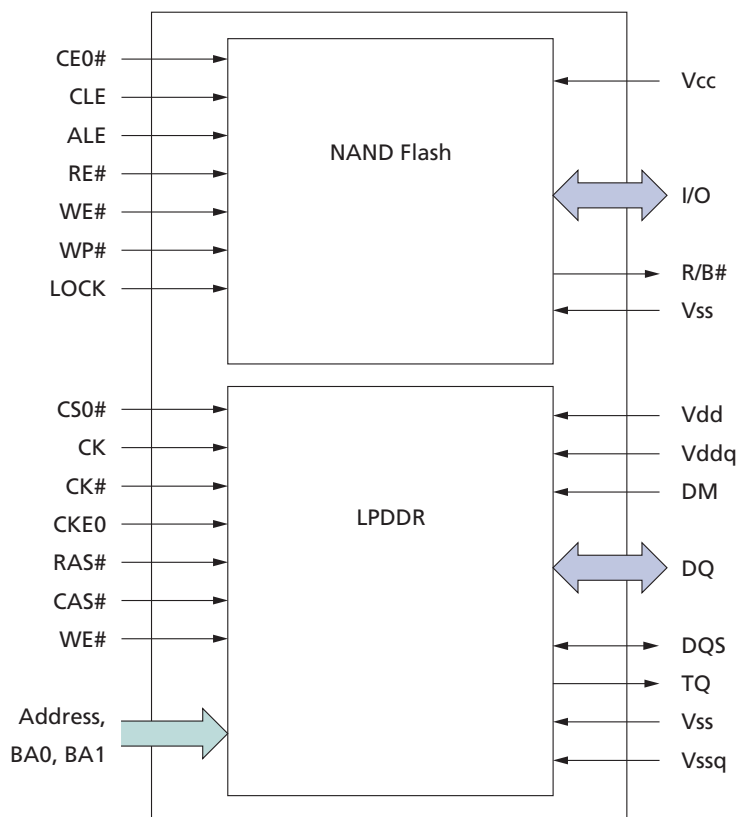 CE0#
CLE
ALE
RE#
WE#
WP#
LOCK
NAND Flash
Vcc
I/O
R/B#
Vss
CS0#
CK
CK#
CKE0
RAS#
CAS#
WE#
Address,
BA0, BA1
LPDDR
Vdd
Vddq
DM
DQ
DQS
TQ
Vss
Vssq